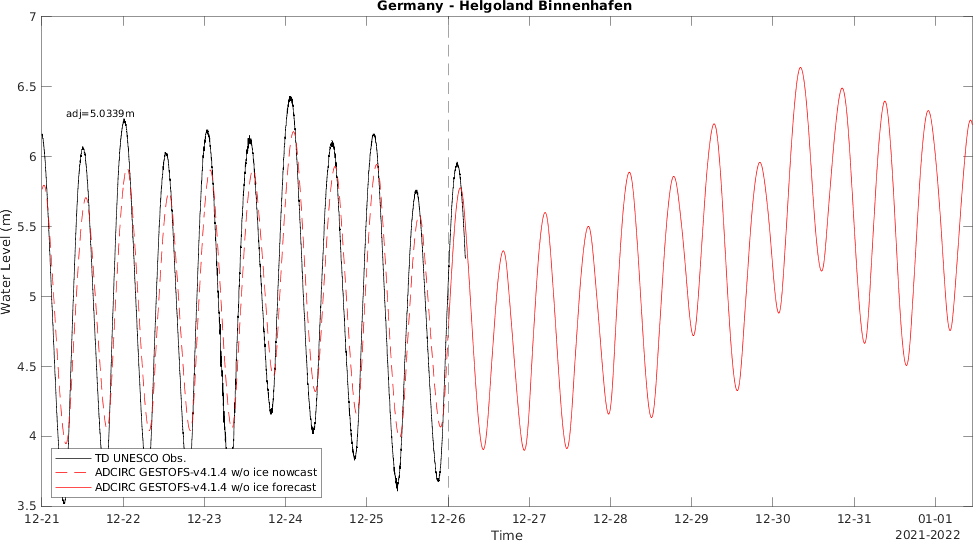 Germany - Helgoland Binnenhafen
7
6.5
6
5.5
5
4.5
4
3.5
Water Level (m)
adj=5.0339m
TD UNESCO Obs.
ADCIRC GESTOFS-v4.1.4 w/o ice nowcast
ADCIRC GESTOFS-v4.1.4 w/o ice forecast
12-21 12-22 12-23 12-24 12-25 12-26 12-27 12-28 12-29 12-30 12-31 01-01
Time
2021-2022